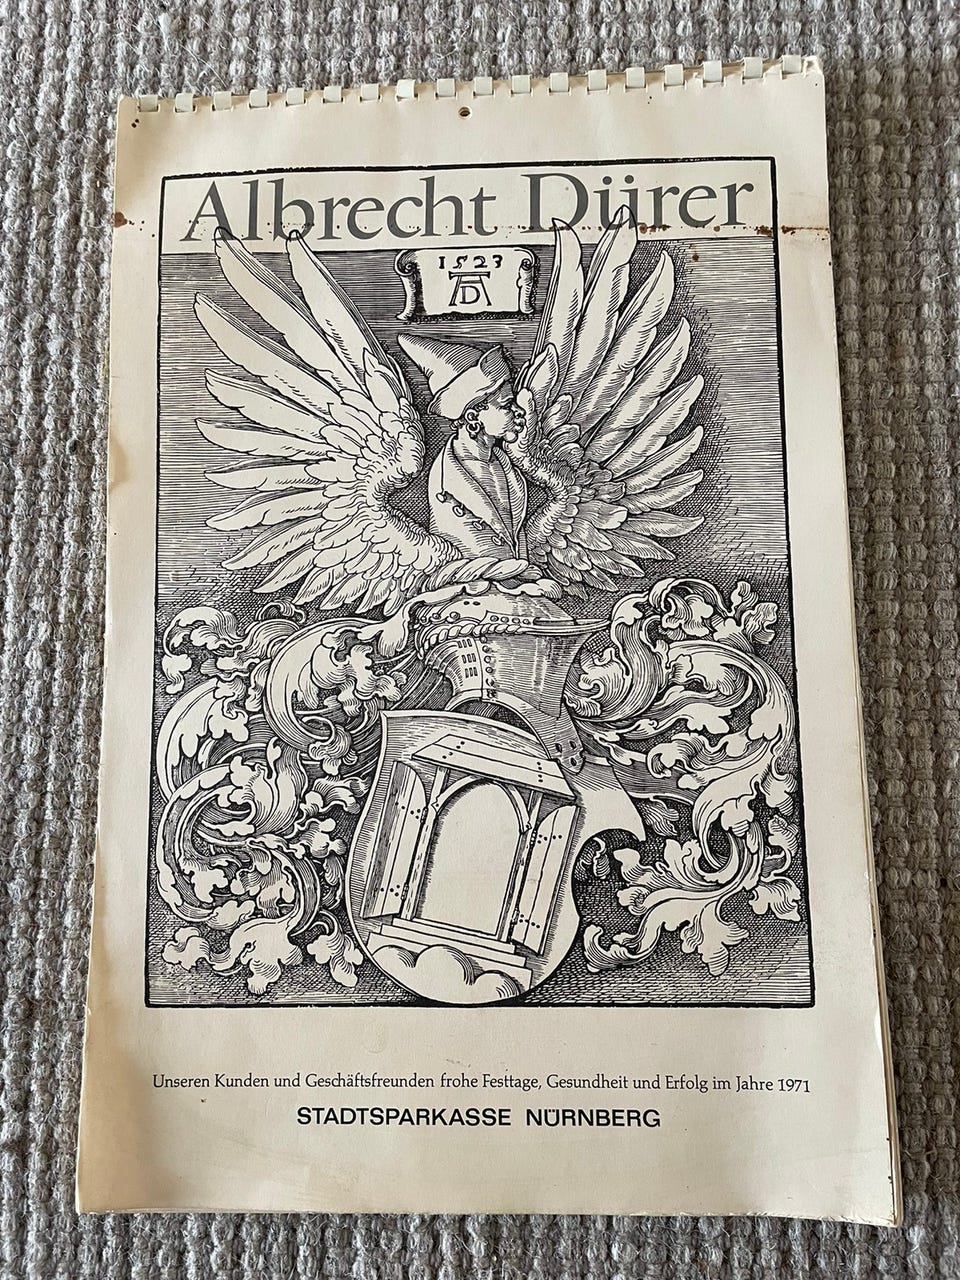 Albrecht Dürer
1523
AD
Unseren Kunden und Geschäftsfreunden frohe Festtage, Gesundheit und Erfolg im Jahre 1971
STADTSPARKASSE NÜRNBERG